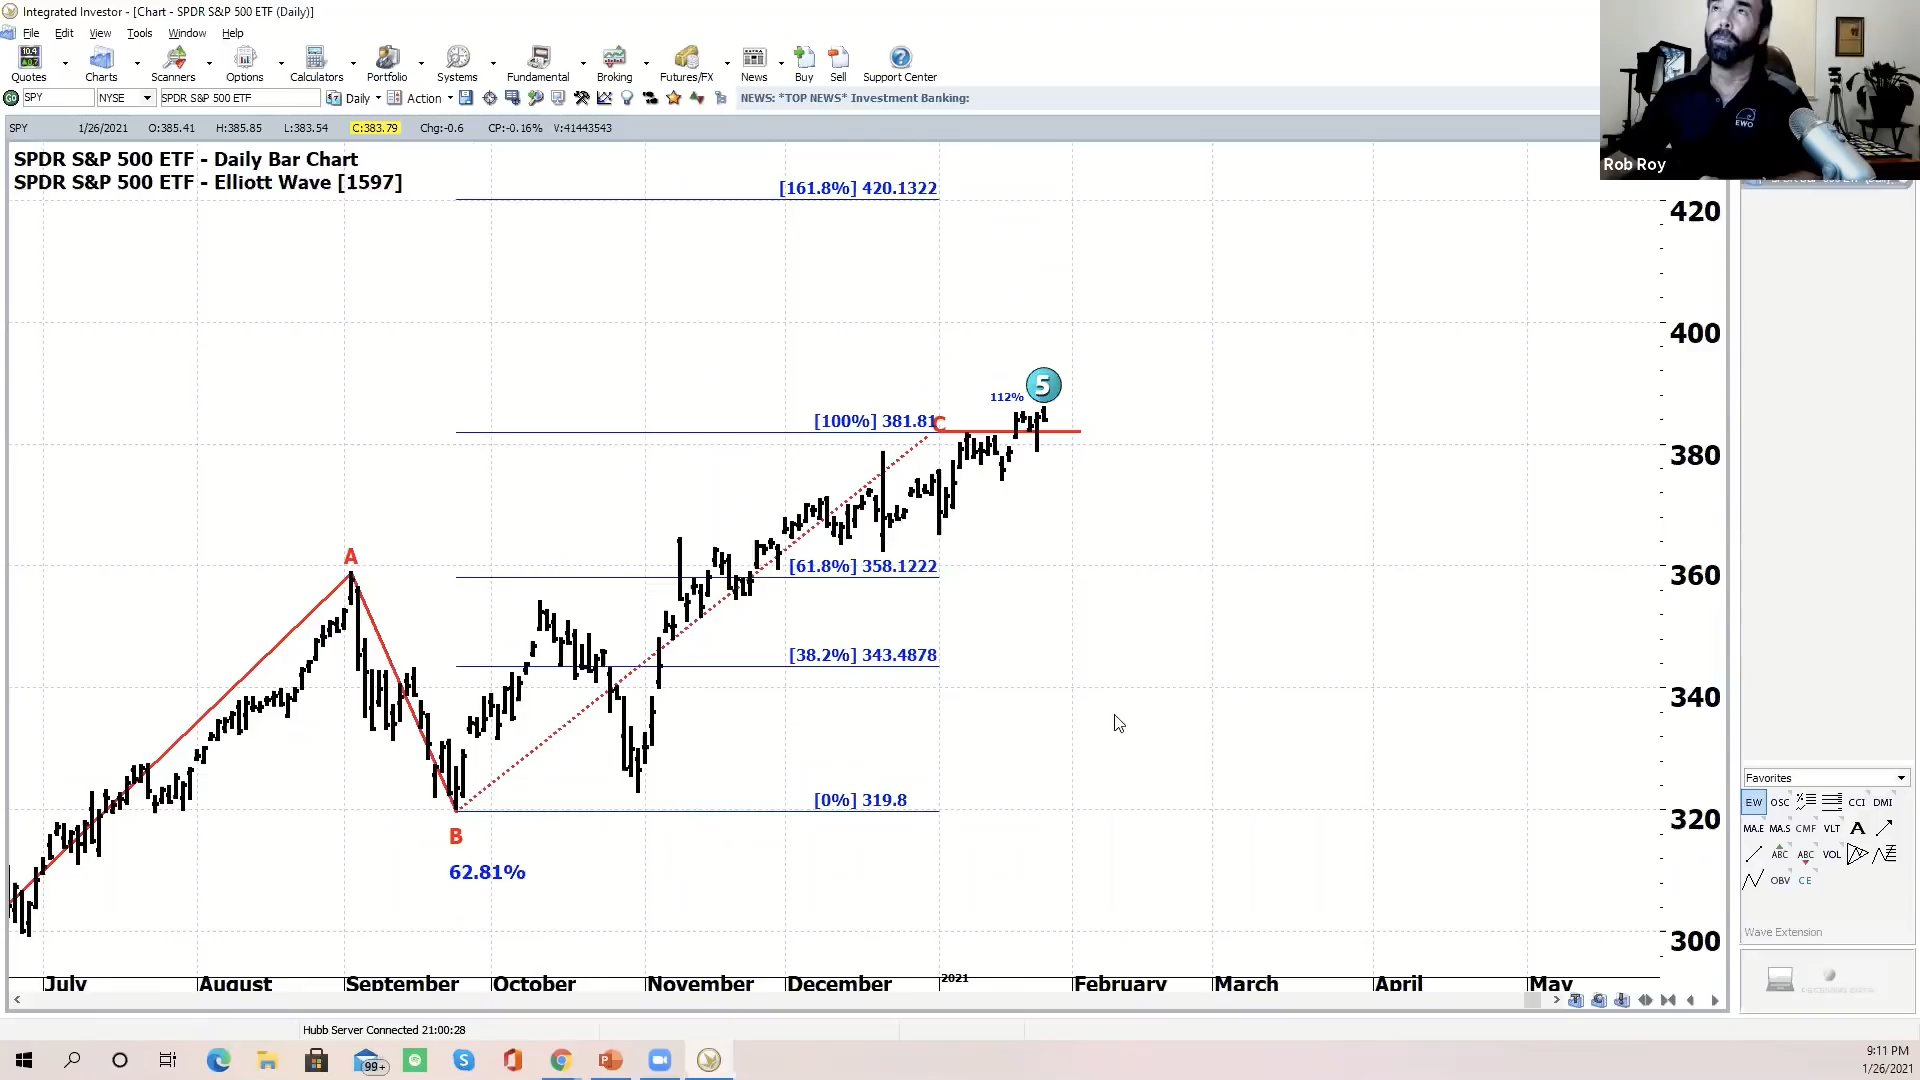 Integrated Investor - [Chart - SPDR S&P 500 ETF (Daily)]
File Edit View Tools Window Help
Quotes Charts Scanners Options Calculators Portfolio Systems Fundamental Broking Futures/FX News Buy Sell Support Center
SPY NYSE SPDR S&P 500 ETF Daily Action NEWS: *TOP NEWS* Investment Banking:
SPY 1/26/2021 O:385.41 H:385.85 L:383.54 C:383.79 Chg:-0.6 CP:-0.16% V:41443543
EWO
Rob Roy
SPDR S&P 500 ETF - Daily Bar Chart
SPDR S&P 500 ETF - Elliott Wave [1597]
[161.8%] 420.1322
420
400
5
112%
[100%] 381.81
C
380
A
[61.8%] 358.1222
360
[38.2%] 343.4878
340
[0%] 319.8
320
B
62.81%
300
July August September October November December 2021 February March April May
Favorites
EW OSC CCI DMI
MA.E MA.S CMF VLT A
ABC ABC VOL
OBV CE
Wave Extension
Hubb Server Connected 21:00:28
99+
9:11 PM
1/26/2021